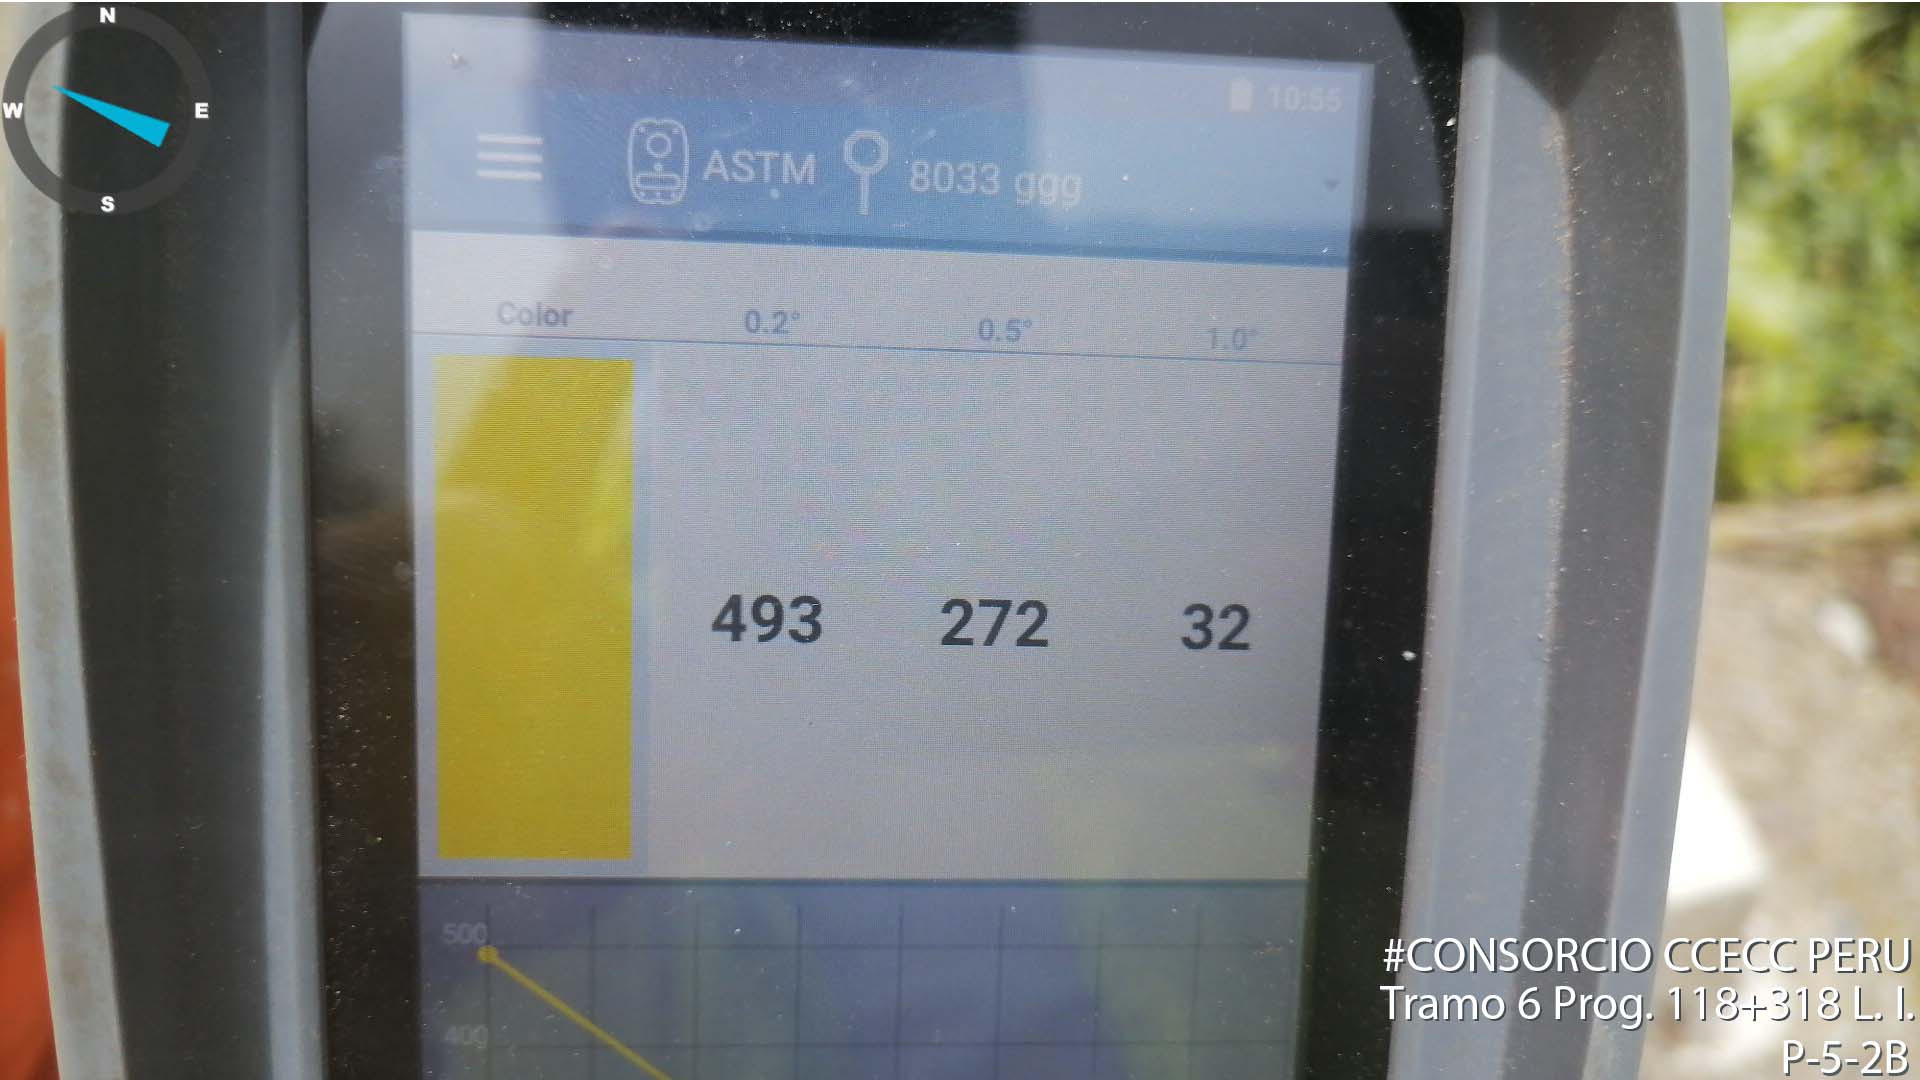 N
W E
S
10:55
ASTM 8033 ggg
Color 0.2° 0.5° 1.0°
493 272 32
500
400
#CONSORCIO CCECC PERU
Tramo 6 Prog. 118+318 L. I.
P-5-2B